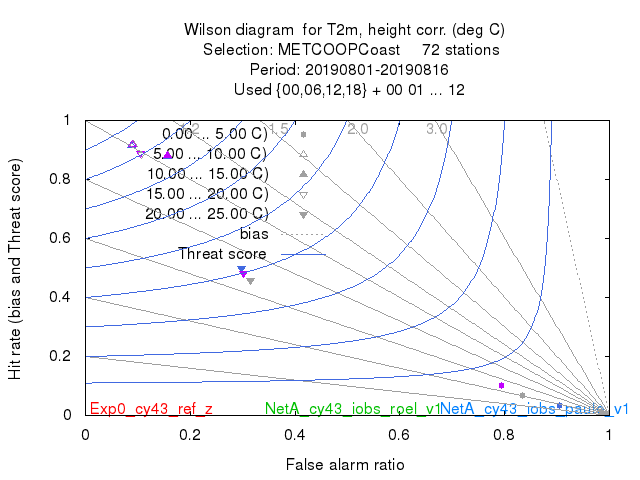 Wilson diagram for T2m, height corr. (deg C)
Selection: METCOOPCoast 72 stations
Period: 20190801-20190816
Used {00,06,12,18} + 00 01 ... 12
Hit rate (bias and Threat score)
1
0.8
0.6
0.4
0.2
0
1.2 1.5 2.0 3.0
0.00 ... 5.00 C)
5.00 ... 10.00 C)
10.00 ... 15.00 C)
15.00 ... 20.00 C)
20.00 ... 25.00 C)
bias
Threat score
Exp0_cy43_ref_z NetA_cy43_iobs_roel_v1 NetA_cy43_iobs_paulo_v1
0 0.2 0.4 0.6 0.8 1
False alarm ratio